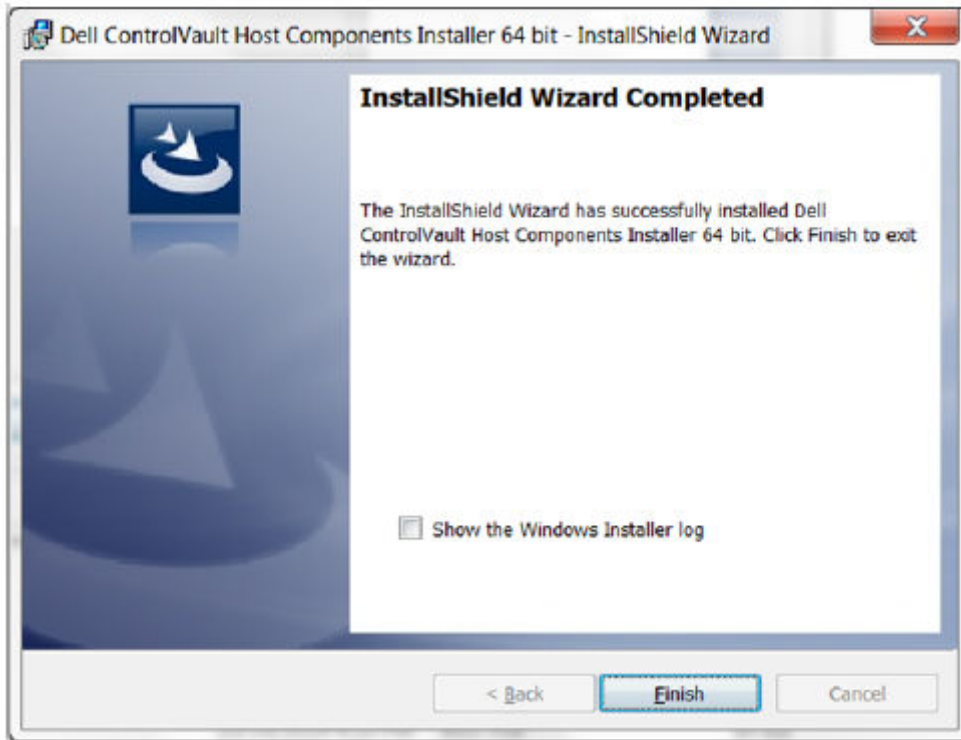 Dell ControlVault Host Components Installer 64 bit - InstallShield Wizard
InstallShield Wizard Completed
The InstallShield Wizard has successfully installed Dell
ControlVault Host Components Installer 64 bit. Click Finish to exit
the wizard.
Show the Windows Installer log
< Back
Finish
Cancel